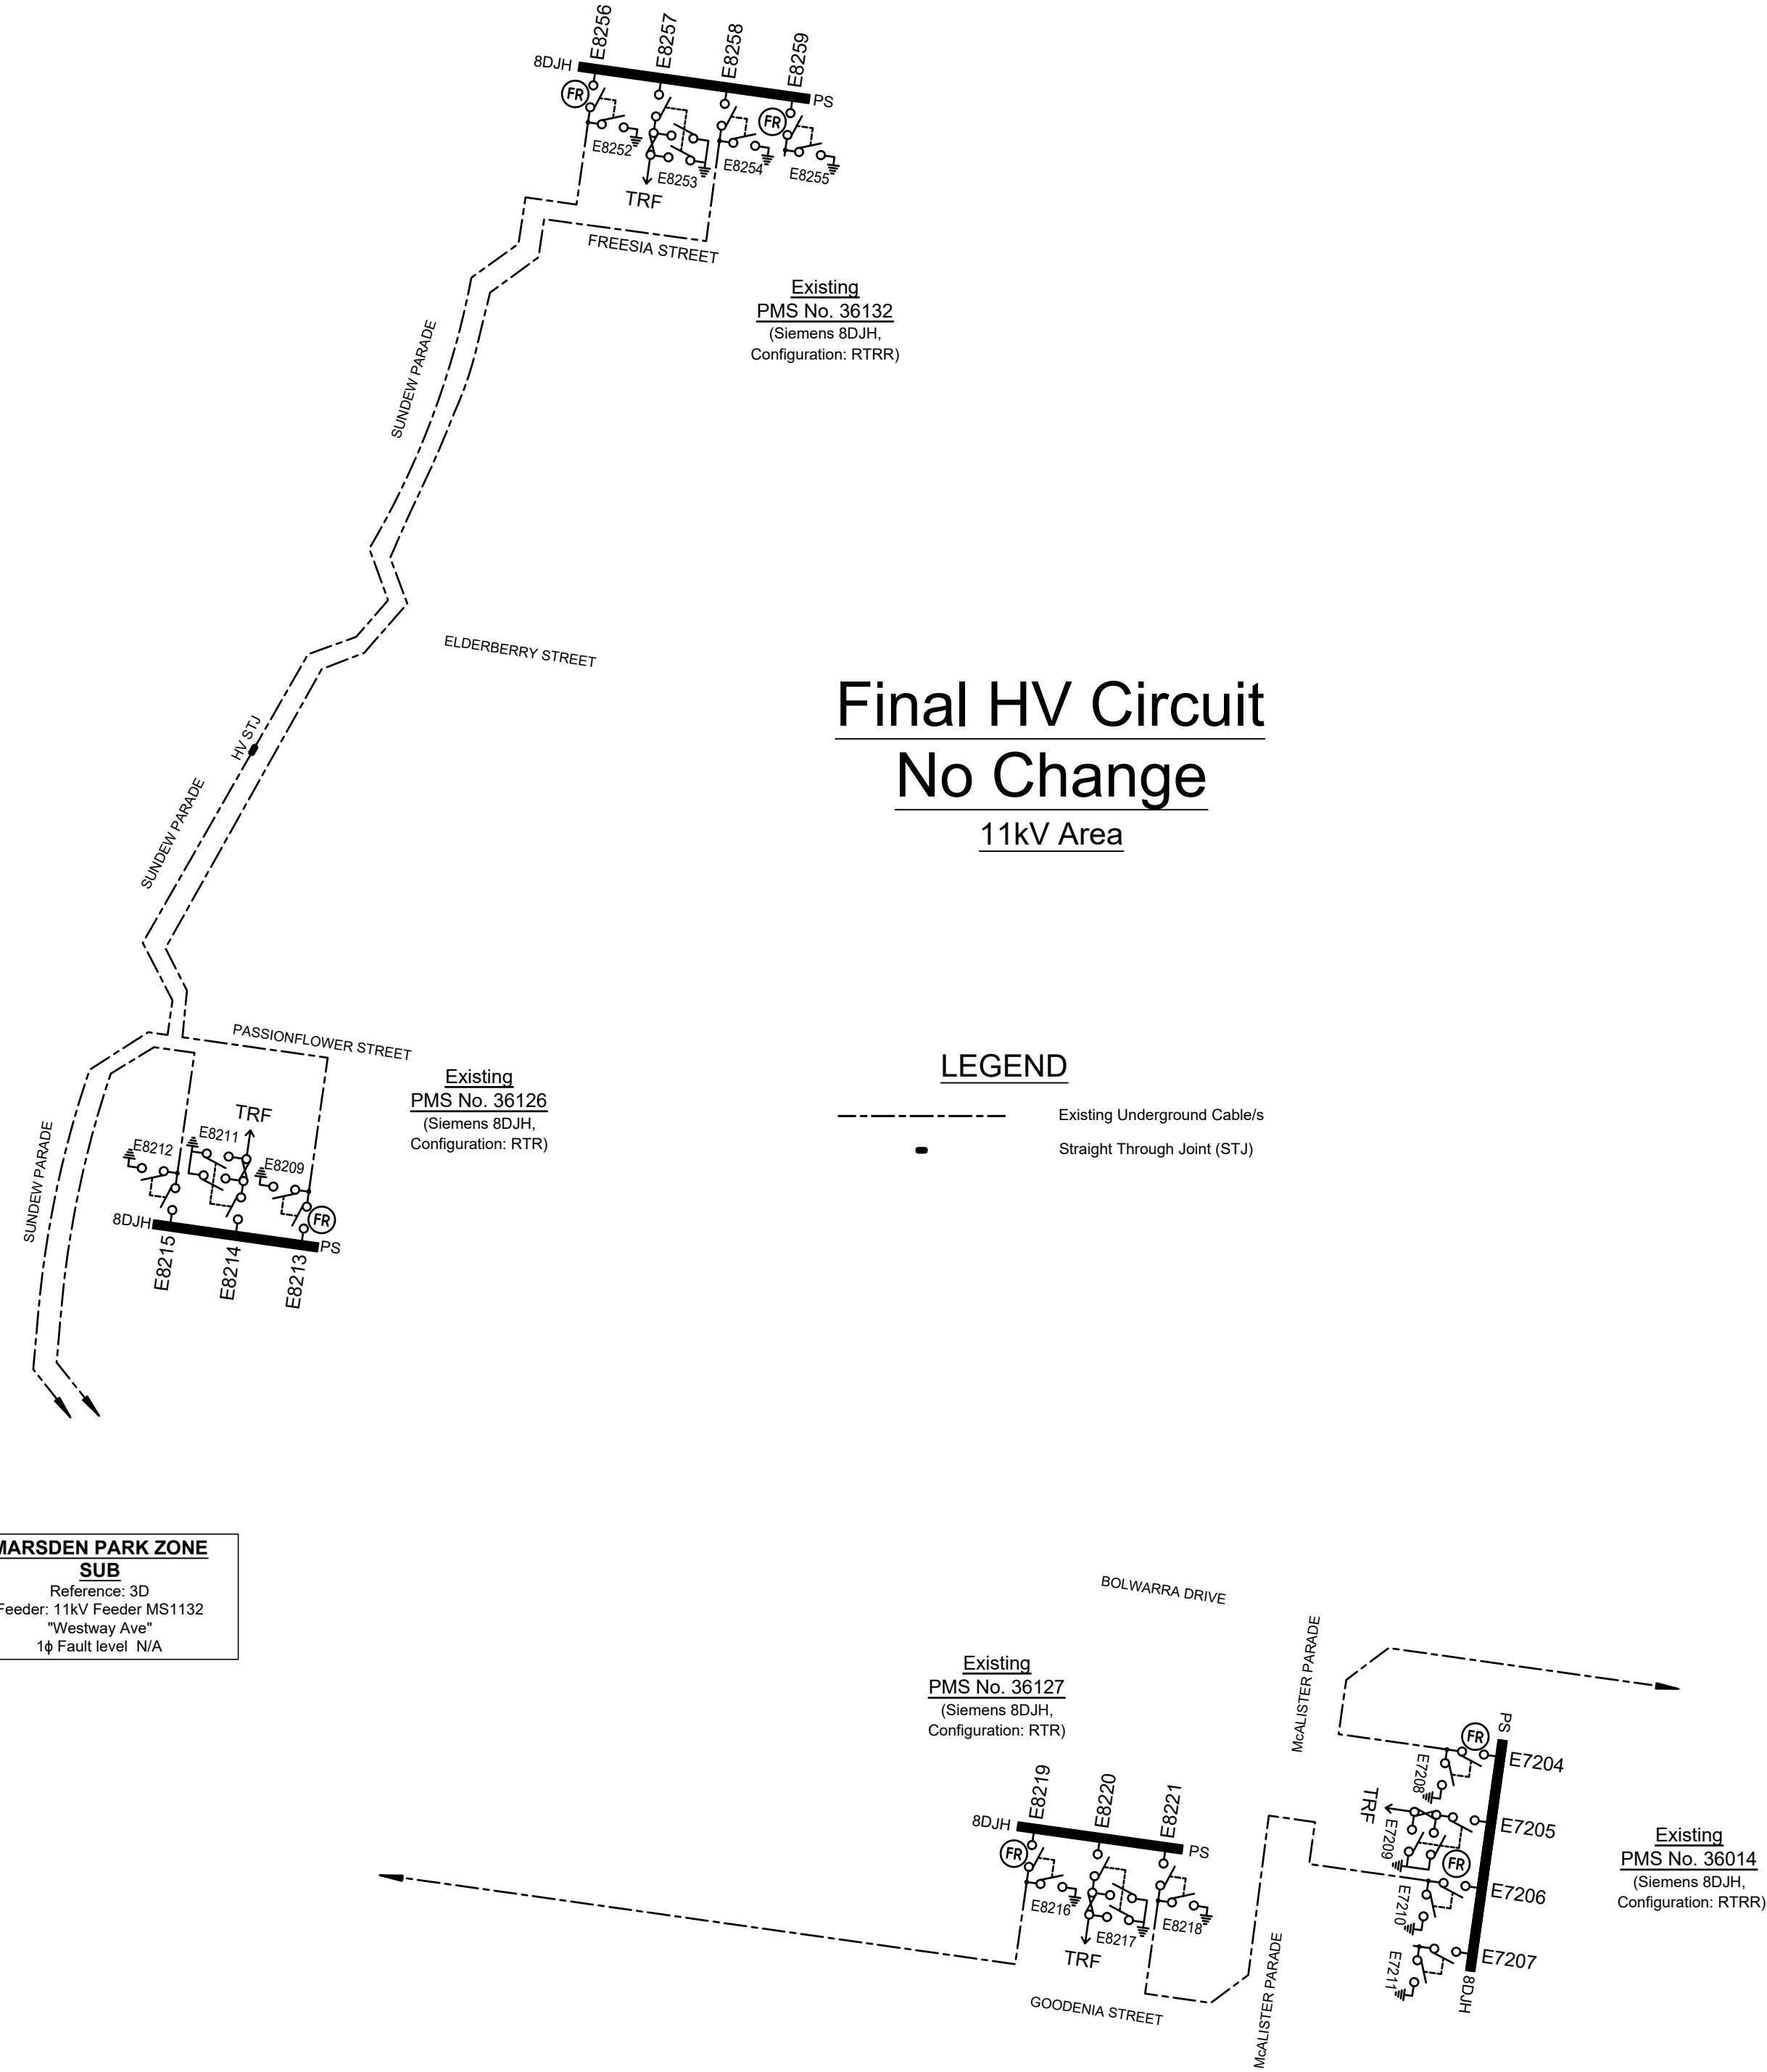 E8256
E8257
E8258
E8259
8DJH
PS
FR
FR
E8252
E8253
E8254
E8255
TRF
FREESIA STREET
Existing
PMS No. 36132
(Siemens 8DJH,
Configuration: RTRR)
SUNDEW PARADE
ELDERBERRY STREET
Final HV Circuit
No Change
11kV Area
HV STJ
SUNDEW PARADE
PASSIONFLOWER STREET
Existing
PMS No. 36126
(Siemens 8DJH,
Configuration: RTR)
LEGEND
Existing Underground Cable/s
Straight Through Joint (STJ)
SUNDEW PARADE
TRF
E8212
E8211
E8209
FR
8DJH
PS
E8215
E8214
E8213
MARSDEN PARK ZONE
SUB
Reference: 3D
Feeder: 11kV Feeder MS1132
"Westway Ave"
1ϕ Fault level N/A
BOLWARRA DRIVE
McALISTER PARADE
Existing
PMS No. 36127
(Siemens 8DJH,
Configuration: RTR)
E8219
E8220
E8221
8DJH
PS
FR
E8216
E8217
E8218
TRF
GOODENIA STREET
McALISTER PARADE
PS
FR
E7204
E7208
TRF
E7205
E7209
FR
E7206
E7210
E7207
E7211
8DJH
Existing
PMS No. 36014
(Siemens 8DJH,
Configuration: RTRR)